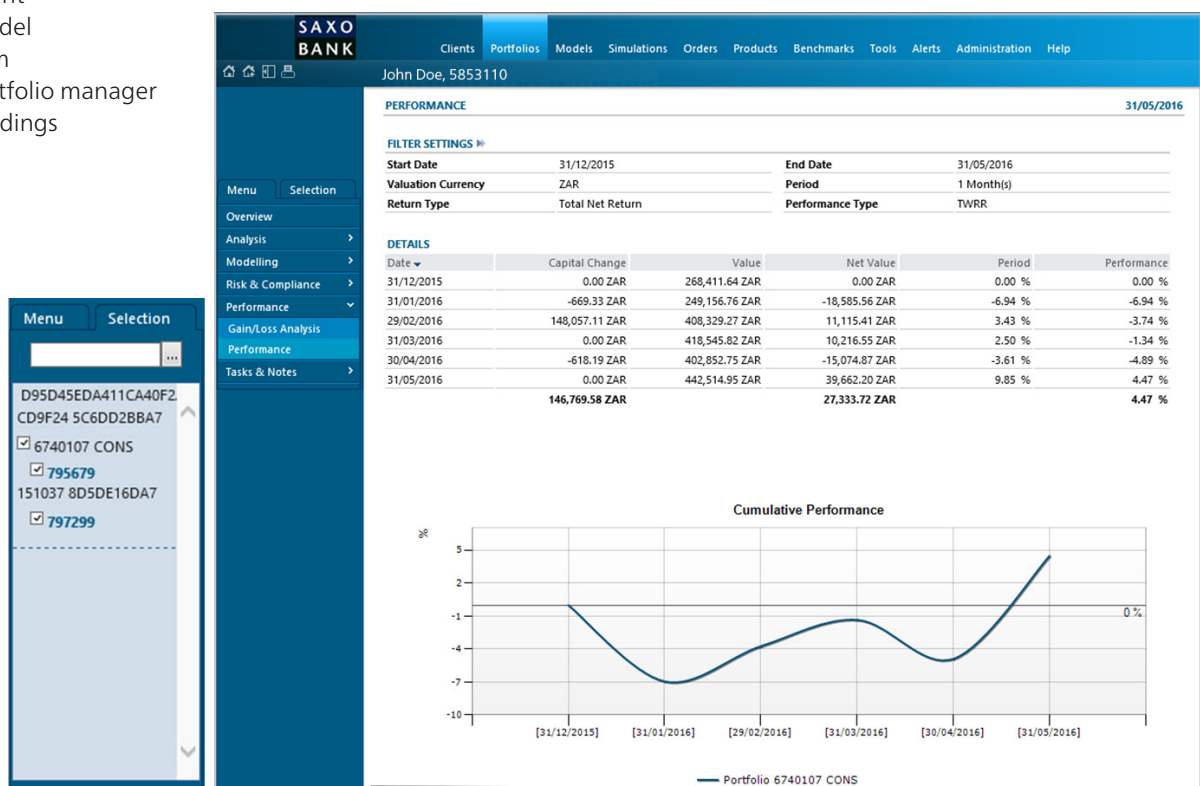 del
tfolio manager
dings
SAXO
BANK
Clients Portfolios Models Simulations Orders Products Benchmarks Tools Alerts Administration Help
John Doe, 5853110
PERFORMANCE 31/05/2016
FILTER SETTINGS
Start Date 31/12/2015 End Date 31/05/2016
Valuation Currency ZAR Period 1 Month(s)
Return Type Total Net Return Performance Type TWRR
Menu Selection
Overview
Analysis
Modelling
Risk & Compliance
Performance
Gain/Loss Analysis
Performance
Tasks & Notes
DETAILS
Date Capital Change Value Net Value Period Performance
31/12/2015 0.00 ZAR 268,411.64 ZAR 0.00 ZAR 0.00 % 0.00 %
31/01/2016 -669.33 ZAR 249,156.76 ZAR -18,585.56 ZAR -6.94 % -6.94 %
29/02/2016 148,057.11 ZAR 408,329.27 ZAR 11,115.41 ZAR 3.43 % -3.74 %
31/03/2016 0.00 ZAR 418,545.82 ZAR 10,216.55 ZAR 2.50 % -1.34 %
30/04/2016 -618.19 ZAR 402,852.75 ZAR -15,074.87 ZAR -3.61 % -4.89 %
31/05/2016 0.00 ZAR 442,514.95 ZAR 39,662.20 ZAR 9.85 % 4.47 %
146,769.58 ZAR 27,333.72 ZAR 4.47 %
Menu Selection
...
D95D45EDA411CA40F2
CD9F24 5C6DD2BBA7
6740107 CONS
795679
151037 8D5DE16DA7
797299
Cumulative Performance
%
5
2
-1
-4
-7
-10
0 %
[31/12/2015] [31/01/2016] [29/02/2016] [31/03/2016] [30/04/2016] [31/05/2016]
Portfolio 6740107 CONS